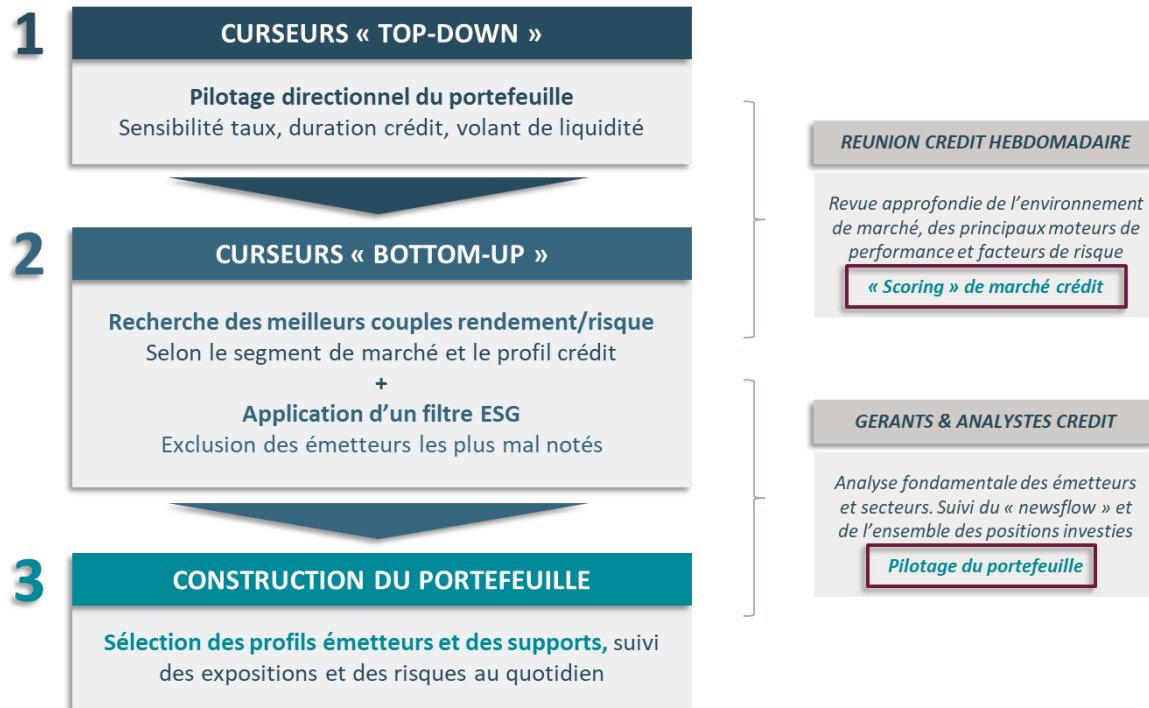 1
CURSEURS « TOP-DOWN »
Pilotage directionnel du portefeuille
Sensibilité taux, duration crédit, volant de liquidité
2
CURSEURS « BOTTOM-UP »
Recherche des meilleurs couples rendement/risque
Selon le segment de marché et le profil crédit
+
Application d’un filtre ESG
Exclusion des émetteurs les plus mal notés
3
CONSTRUCTION DU PORTEFEUILLE
Sélection des profils émetteurs et des supports, suivi
des expositions et des risques au quotidien
REUNION CREDIT HEBDOMADAIRE
Revue approfondie de l’environnement
de marché, des principaux moteurs de
performance et facteurs de risque
« Scoring » de marché crédit
GERANTS & ANALYSTES CREDIT
Analyse fondamentale des émetteurs
et secteurs. Suivi du « newsflow » et
de l’ensemble des positions investies
Pilotage du portefeuille